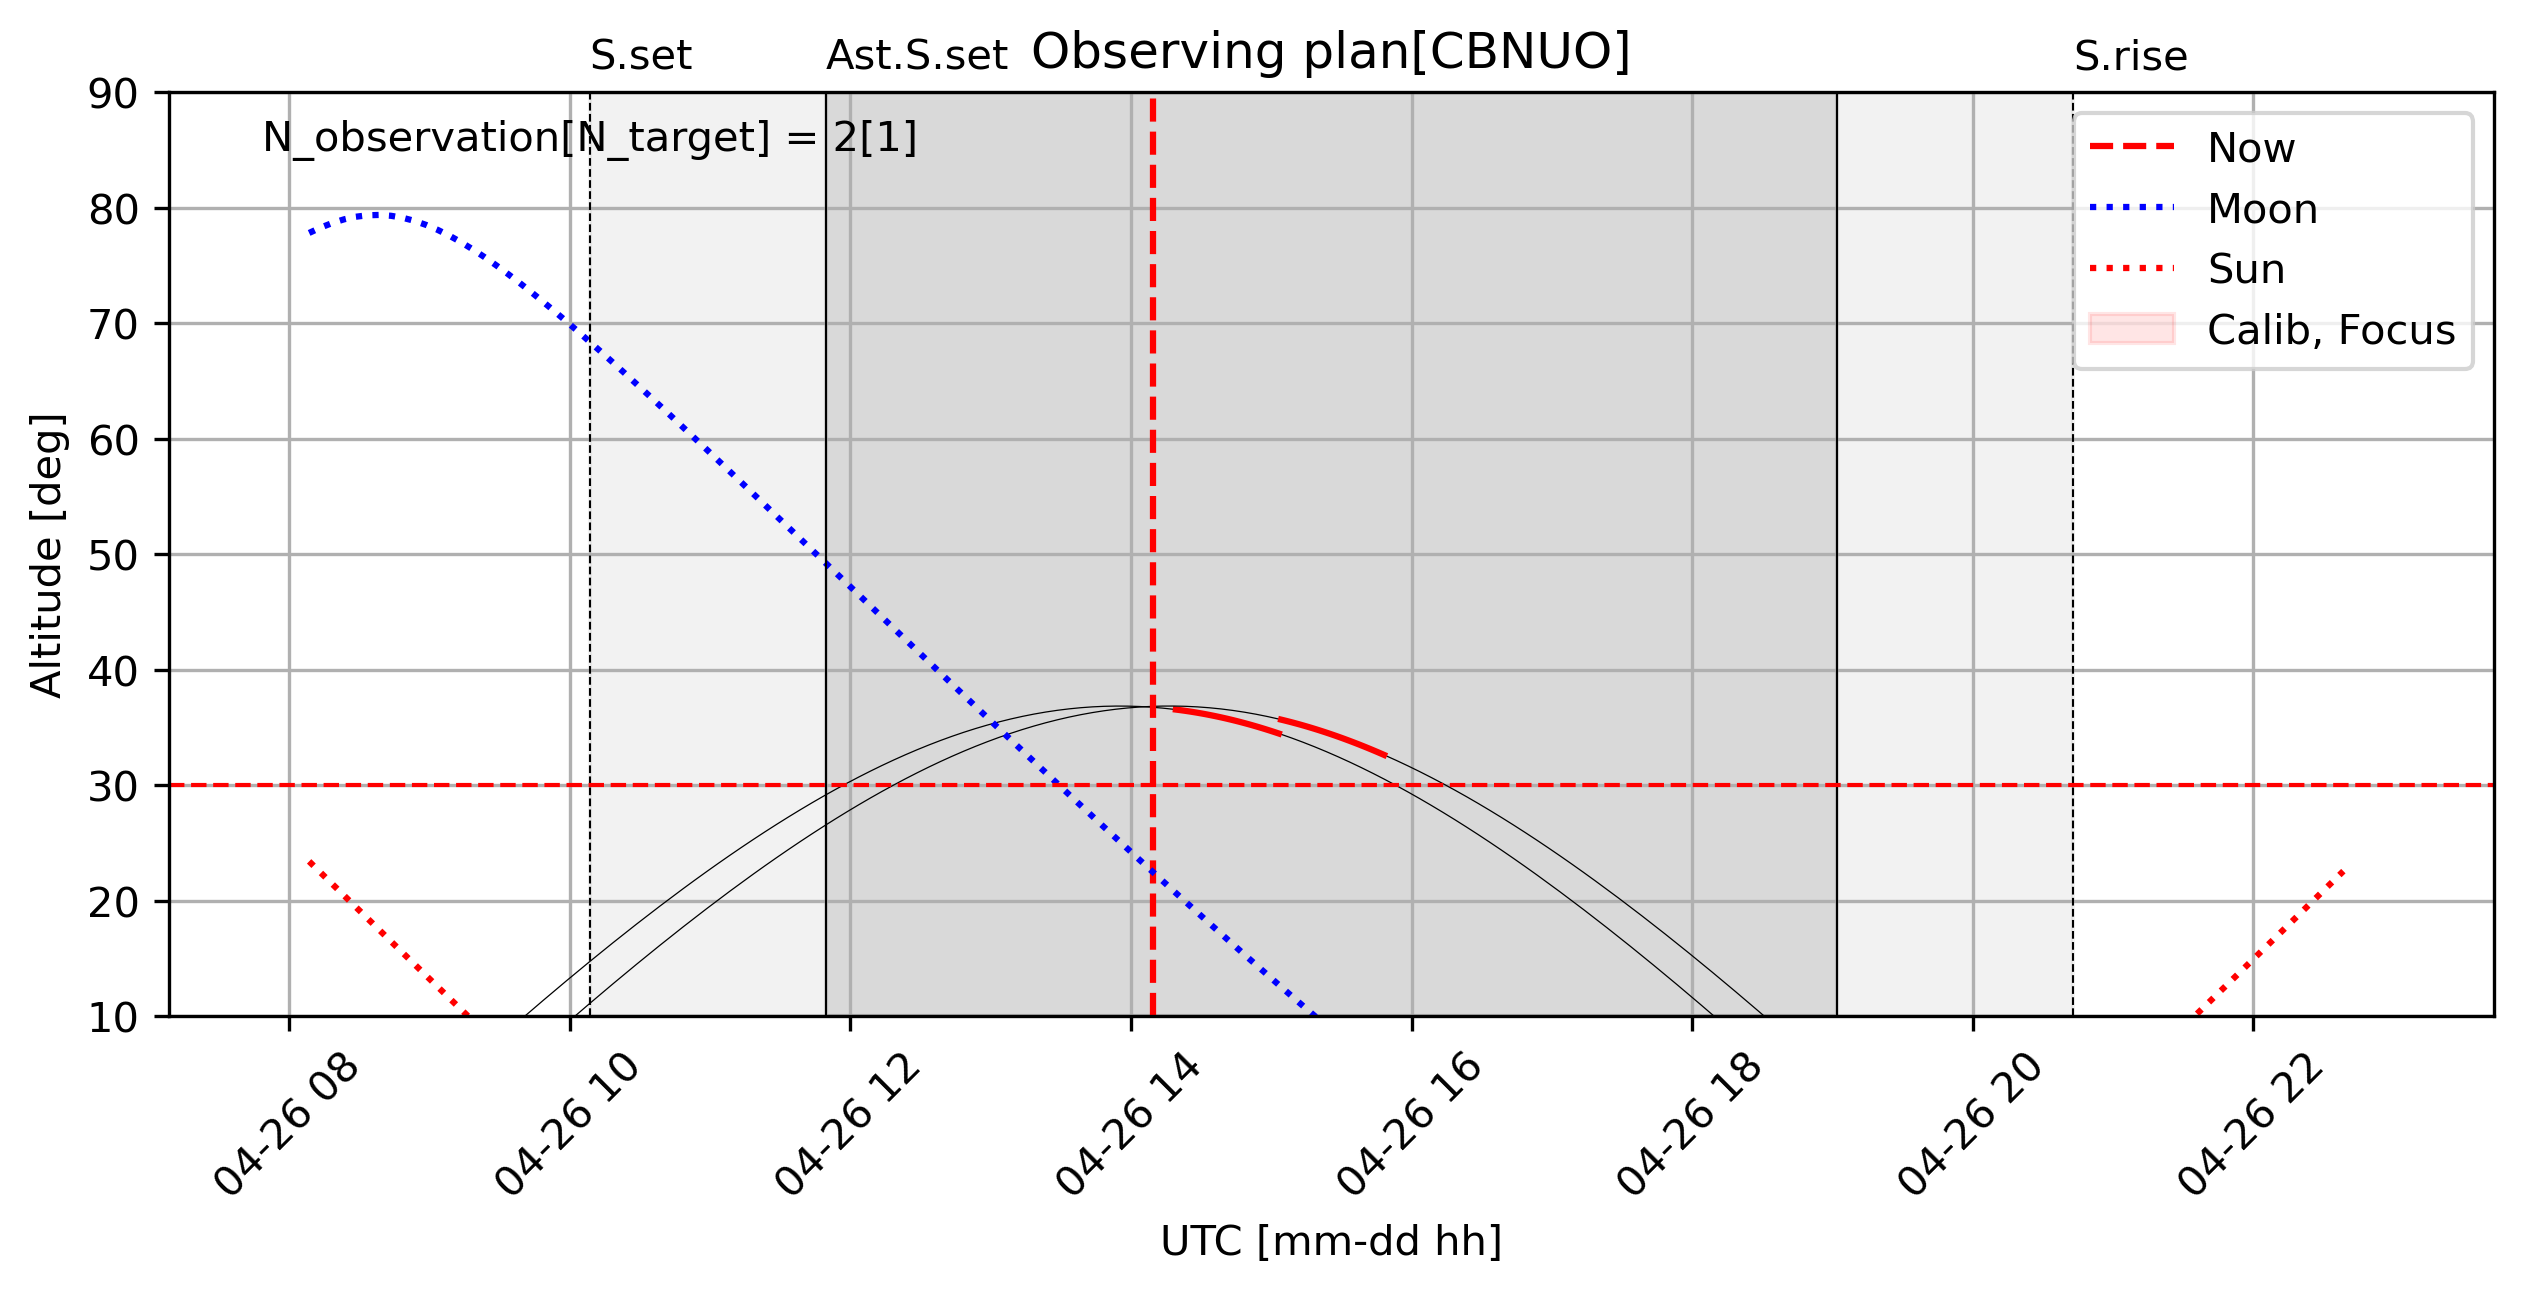 S.set
Ast.S.set
Observing plan[CBNUO]
S.rise
N_observation[N_target] = 2[1]
Now
Moon
Sun
Calib, Focus
Altitude [deg]
90
80
70
60
50
40
30
20
10
04-26 08
04-26 10
04-26 12
04-26 14
04-26 16
04-26 18
04-26 20
04-26 22
UTC [mm-dd hh]